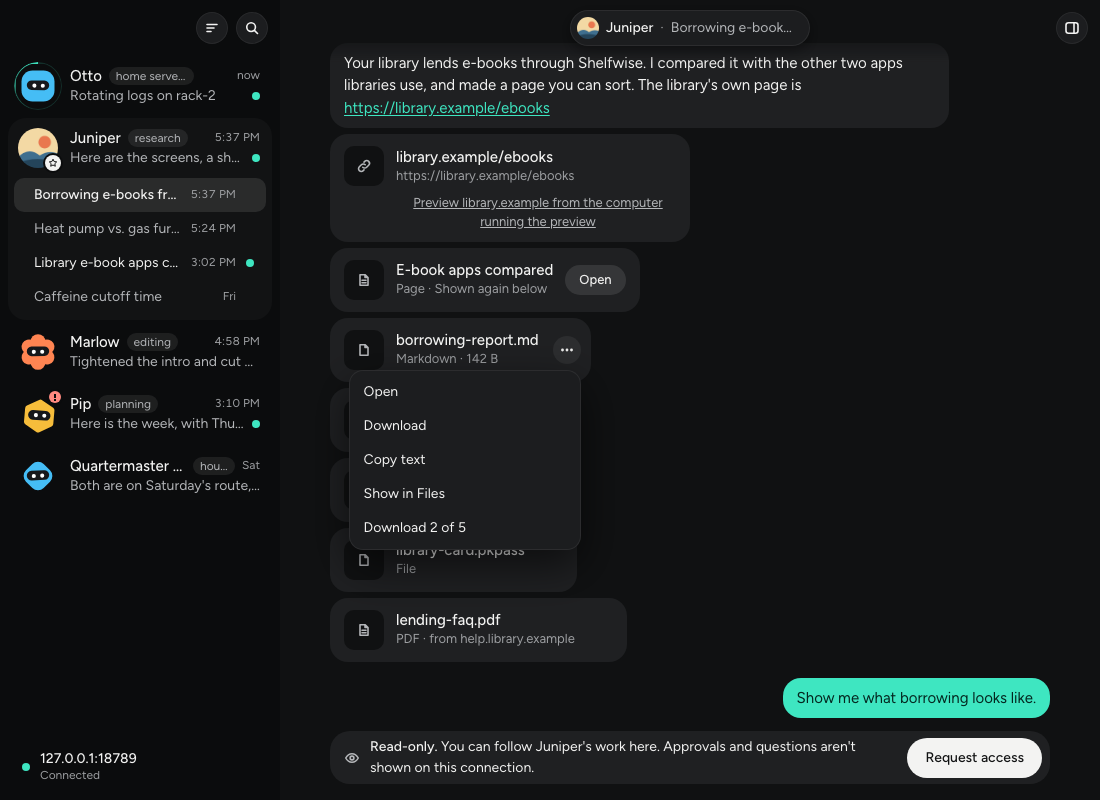 Otto home serve... now
Rotating logs on rack-2
Juniper research 5:37 PM
Here are the screens, a sh...
Borrowing e-books fr... 5:37 PM
Heat pump vs. gas fur... 5:24 PM
Library e-book apps c... 3:02 PM
Caffeine cutoff time Fri
Marlow editing 4:58 PM
Tightened the intro and cut ...
Pip planning 3:10 PM
Here is the week, with Thu...
Quartermaster ... hou... Sat
Both are on Saturday's route,...
127.0.0.1:18789
Connected
Juniper · Borrowing e-book...
Your library lends e-books through Shelfwise. I compared it with the other two apps
libraries use, and made a page you can sort. The library's own page is
https://library.example/ebooks
library.example/ebooks
https://library.example/ebooks
Preview library.example from the computer
running the preview
E-book apps compared
Page · Shown again below
Open
borrowing-report.md
Markdown · 142 B
Open
Download
Copy text
Show in Files
Download 2 of 5
library-card.pkpass
File
lending-faq.pdf
PDF · from help.library.example
Show me what borrowing looks like.
Read-only. You can follow Juniper's work here. Approvals and questions aren't
shown on this connection.
Request access